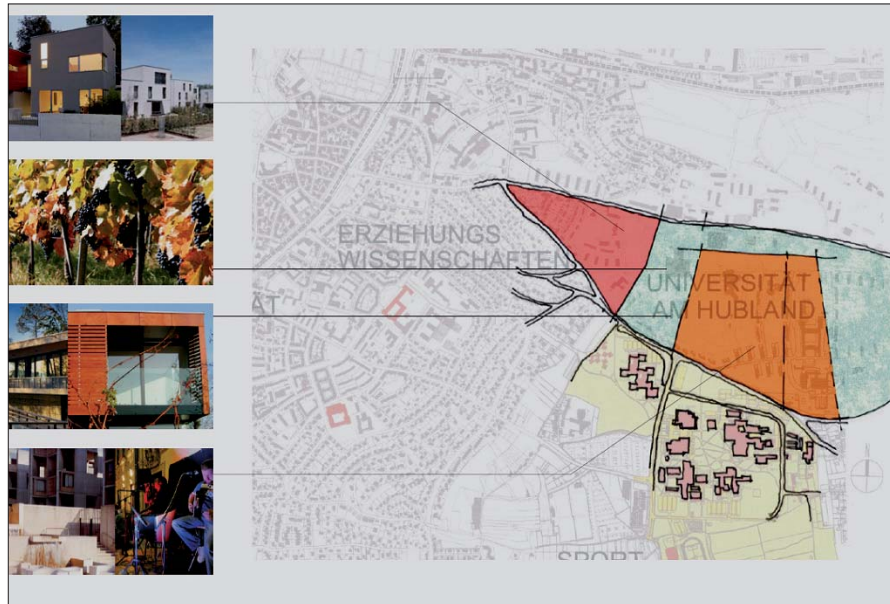 ERZIEHUNGS
WISSENSCHAFTEN
UNIVERSITÄT
AM HUBLAND
ÄT
SPORT
N